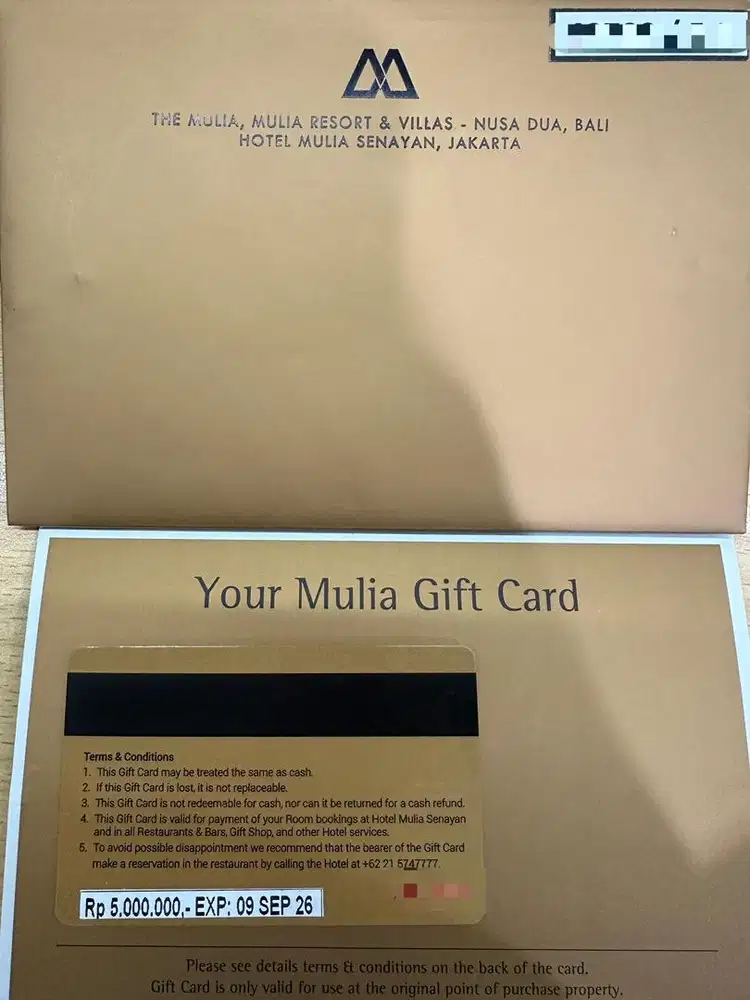 THE MULIA, MULIA RESORT & VILLAS - NUSA DUA, BALI
HOTEL MULIA SENAYAN, JAKARTA
Your Mulia Gift Card
Terms & Conditions
1. This Gift Card may be treated the same as cash.
2. If this Gift Card is lost, it is not replaceable.
3. This Gift Card is not redeemable for cash, nor can it be returned for a cash refund.
4. This Gift Card is valid for payment of your Room bookings at Hotel Mulia Senayan
and in all Restaurants & Bars, Gift Shop, and other Hotel services.
5. To avoid possible disappointment we recommend that the bearer of the Gift Card
make a reservation in the restaurant by calling the Hotel at +62 21 5747777.
Rp 5.000.000,- EXP: 09 SEP 26
Please see details terms & conditions on the back of the card.
Gift Card is only valid for use at the original point of purchase property.